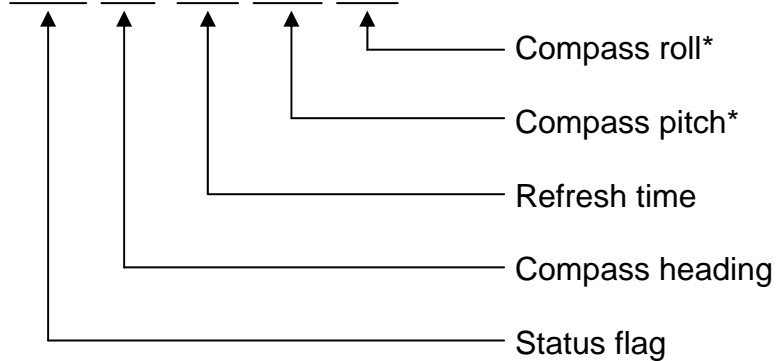 Compass roll*
Compass pitch*
Refresh time
Compass heading
Status flag